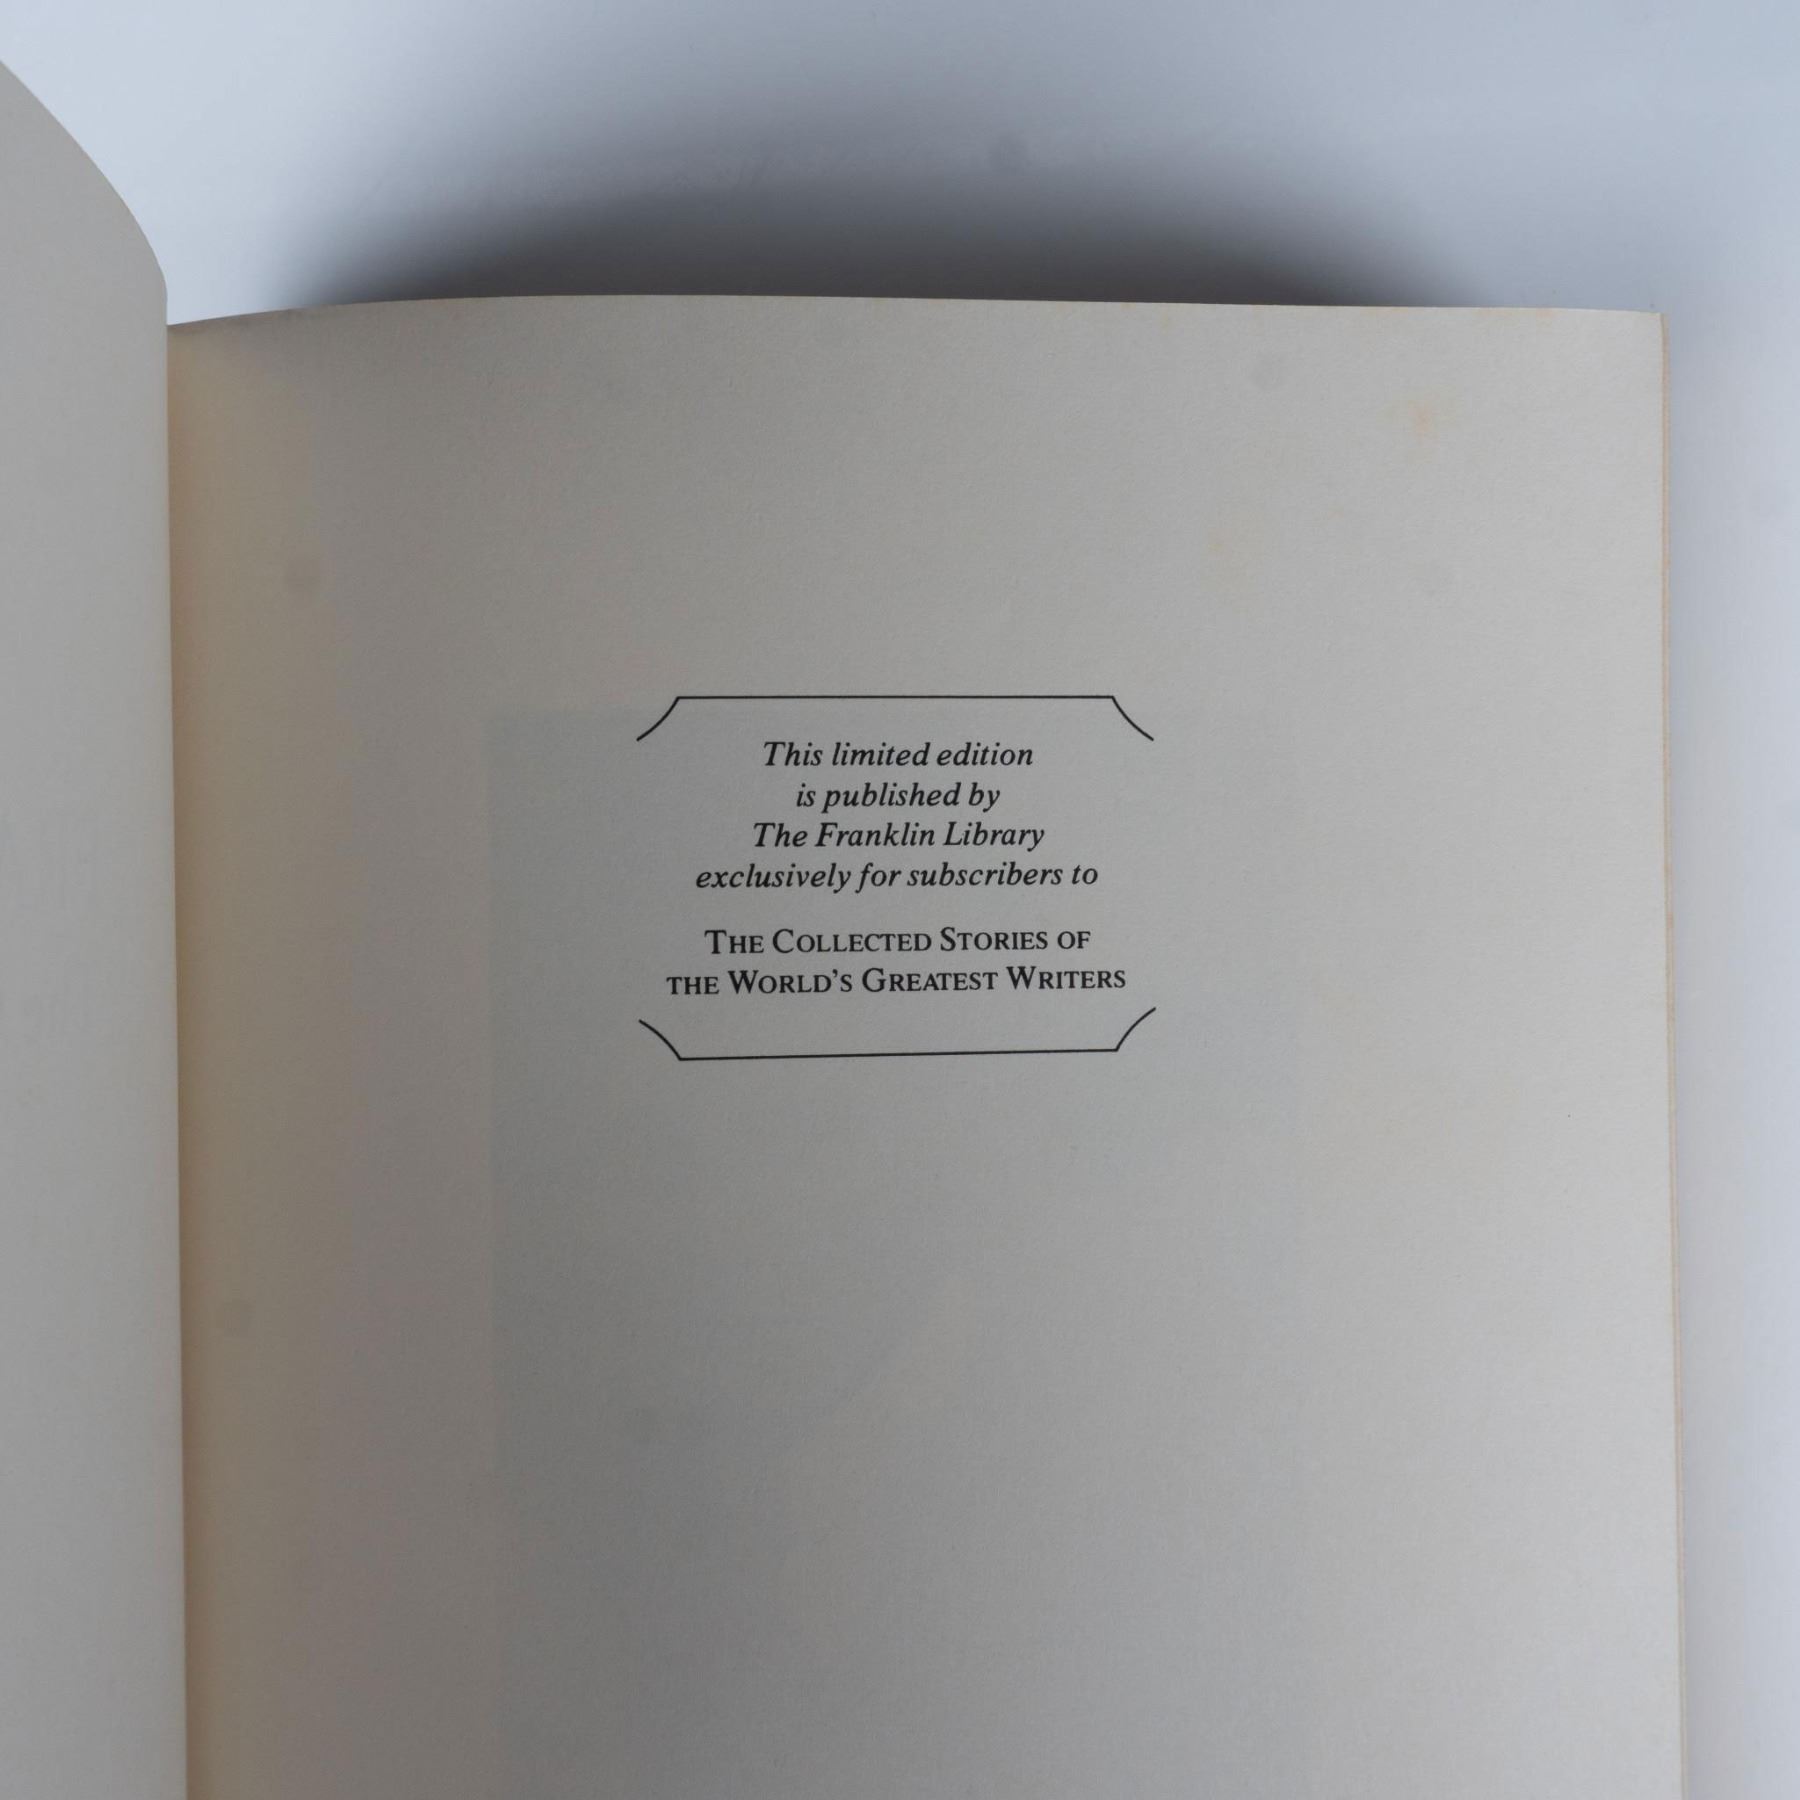 This limited edition
is published by
The Franklin Library
exclusively for subscribers to
THE COLLECTED STORIES OF
THE WORLD'S GREATEST WRITERS